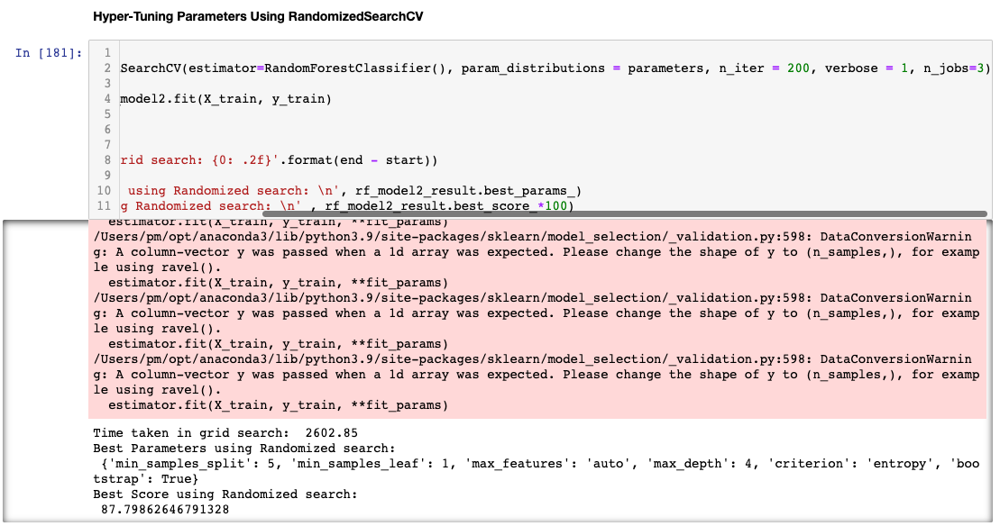 Hyper-Tuning Parameters Using RandomizedSearchCV
In [181]:
1
2 SearchCV(estimator=RandomForestClassifier(), param_distributions = parameters, n_iter = 200, verbose = 1, n_jobs=3)
3
4 model2.fit(X_train, y_train)
5
6
7
8 rid search: {0: .2f}'.format(end - start))
9
10 using Randomized search: \n', rf_model2_result.best_params_)
11 g Randomized search: \n' , rf_model2_result.best_score_*100)
estimator.fit(X_train, y_train, **fit_params)
/Users/pm/opt/anaconda3/lib/python3.9/site-packages/sklearn/model_selection/_validation.py:598: DataConversionWarnin
g: A column-vector y was passed when a 1d array was expected. Please change the shape of y to (n_samples,), for examp
le using ravel().
estimator.fit(X_train, y_train, **fit_params)
/Users/pm/opt/anaconda3/lib/python3.9/site-packages/sklearn/model_selection/_validation.py:598: DataConversionWarnin
g: A column-vector y was passed when a 1d array was expected. Please change the shape of y to (n_samples,), for examp
le using ravel().
estimator.fit(X_train, y_train, **fit_params)
/Users/pm/opt/anaconda3/lib/python3.9/site-packages/sklearn/model_selection/_validation.py:598: DataConversionWarnin
g: A column-vector y was passed when a 1d array was expected. Please change the shape of y to (n_samples,), for examp
le using ravel().
estimator.fit(X_train, y_train, **fit_params)
Time taken in grid search:  2602.85
Best Parameters using Randomized search:
{'min_samples_split': 5, 'min_samples_leaf': 1, 'max_features': 'auto', 'max_depth': 4, 'criterion': 'entropy', 'boo
tstrap': True}
Best Score using Randomized search:
87.79862646791328